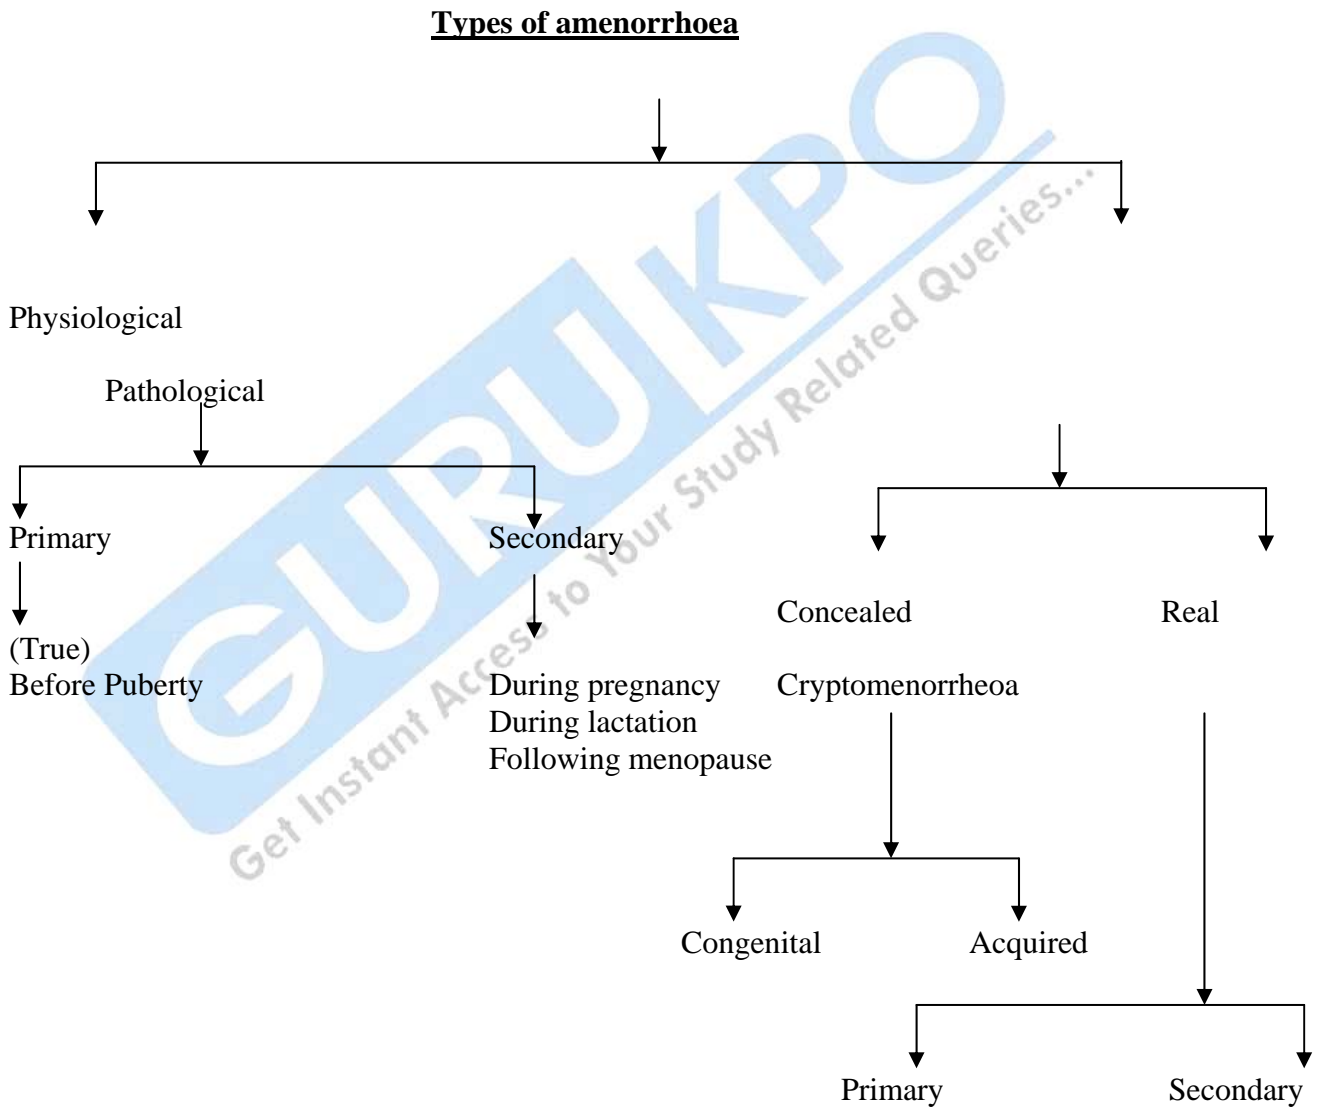 Types of amenorrhoea
GURUKPO
Get Instant Access to Your Study Related Queries...
Physiological
Pathological
Primary
Secondary
Concealed
Real
(True)
Before Puberty
During pregnancy
Cryptomenorrheoa
During lactation
Following menopause
Congenital
Acquired
Primary
Secondary